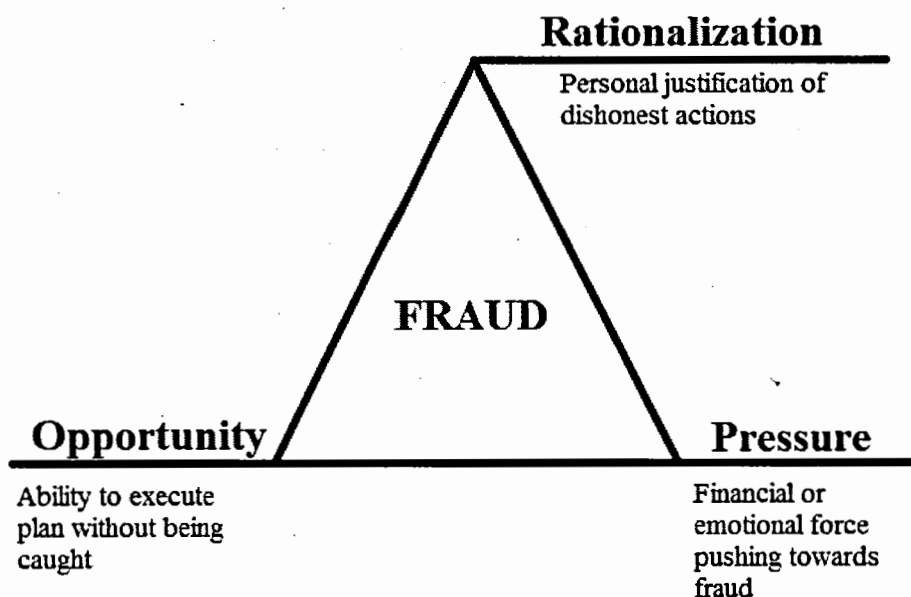 Rationalization
Personal justification of
dishonest actions
FRAUD
Opportunity
Ability to execute
plan without being
caught
Pressure
Financial or
emotional force
pushing towards
fraud